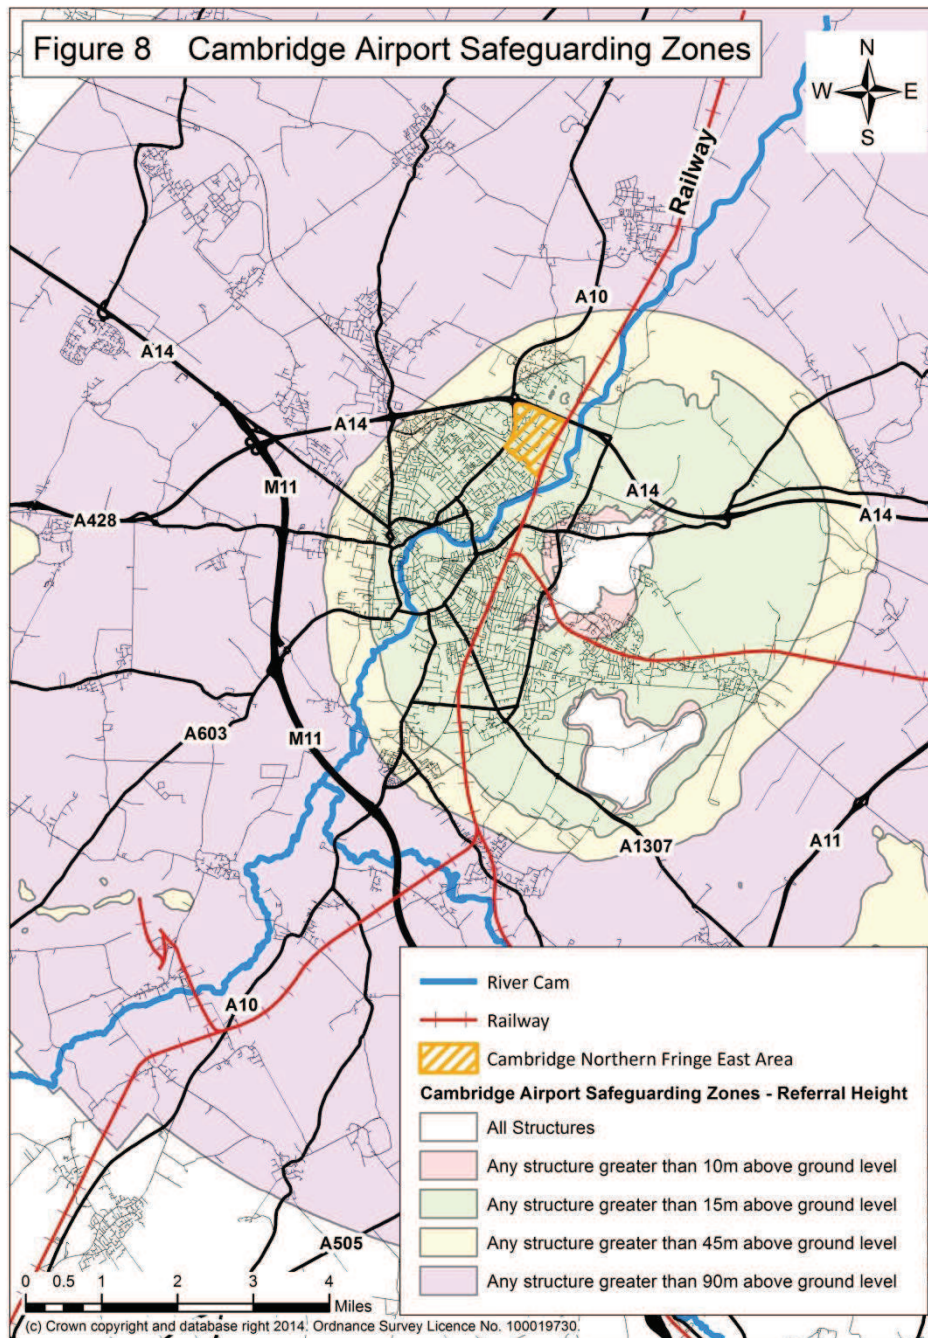 Figure 8 Cambridge Airport Safeguarding Zones
N
W E
S
Railway
A10
A14
A14
M11
A14
A428
A14
A603
M11
A1307
A11
A10
A505
River Cam
Railway
Cambridge Northern Fringe East Area
Cambridge Airport Safeguarding Zones - Referral Height
All Structures
Any structure greater than 10m above ground level
Any structure greater than 15m above ground level
Any structure greater than 45m above ground level
Any structure greater than 90m above ground level
0 0.5 1 2 3 4
Miles
(c) Crown copyright and database right 2014. Ordnance Survey Licence No. 100019730.